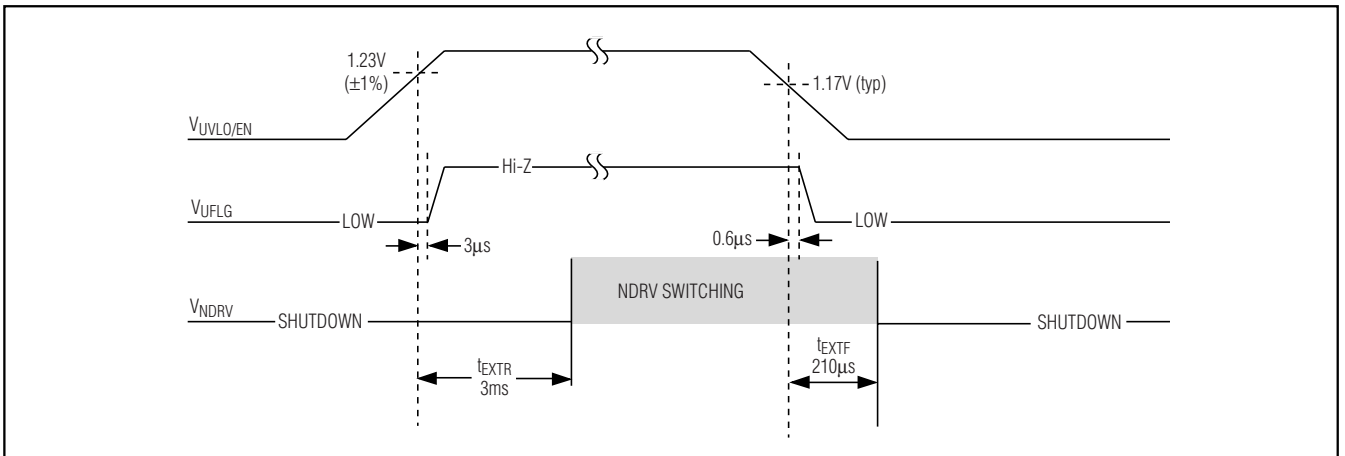 1.23V
(±1%)
1.17V (typ)
VUVLO/EN
Hi-Z
VUFLG
LOW
LOW
3µs
0.6µs
NDRV SWITCHING
VNDRV
SHUTDOWN
SHUTDOWN
tEXTR
3ms
tEXTF
210µs